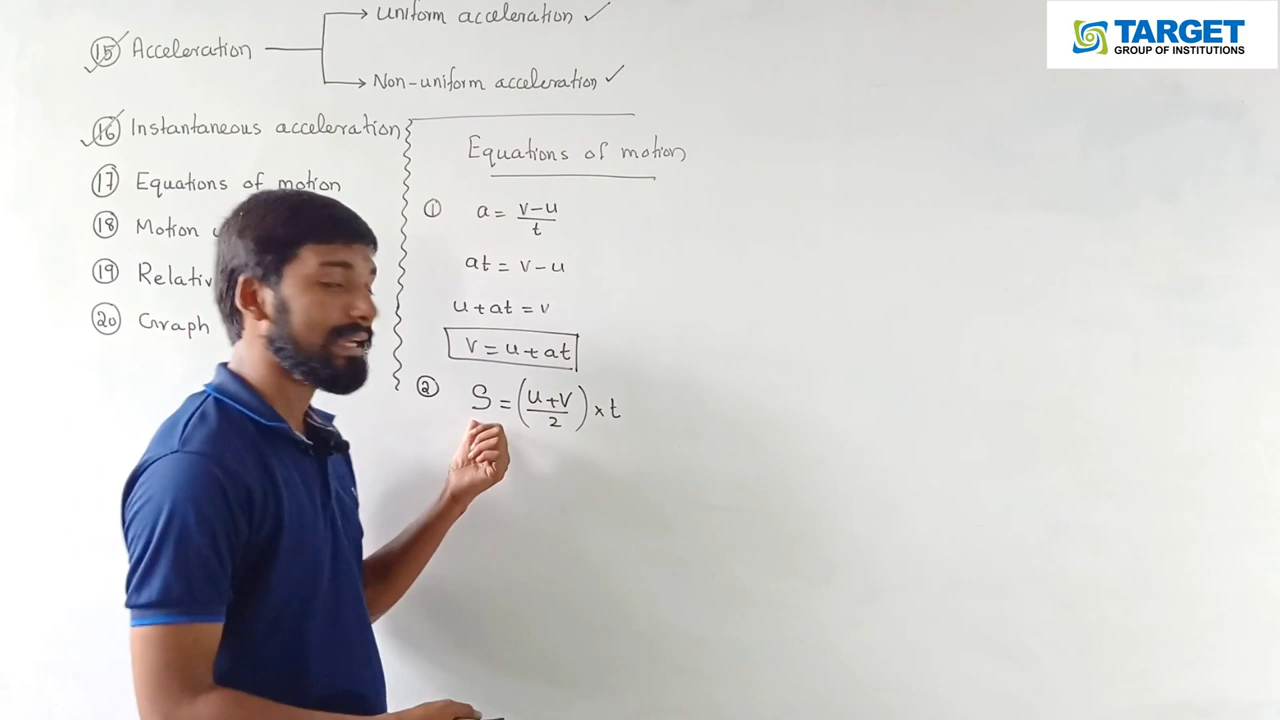 TARGET
GROUP OF INSTITUTIONS
Uniform acceleration ✓
15 Acceleration
Non-uniform acceleration ✓
16 Instantaneous acceleration
17 Equations of motion
18 Motion
19 Relativ
20 Graph
Equations of motion
① a = v-u/t
at = v-u
u+at = v
v = u+at
② S = (u+v/2) × t